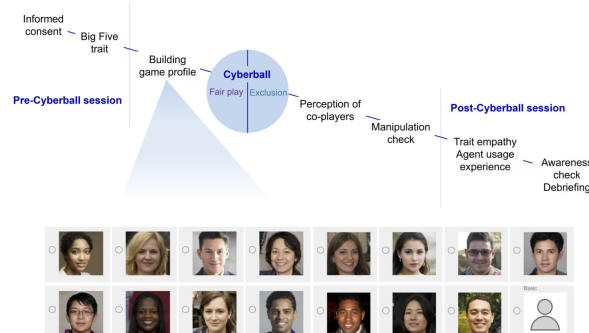 Informed
consent
Big Five
trait
Building
game profile
Cyberball
Fair play
Exclusion
Pre-Cyberball session
Perception of
co-players
Manipulation
check
Post-Cyberball session
Trait empathy
Agent usage
experience
Awareness
check
Debriefing
Basic